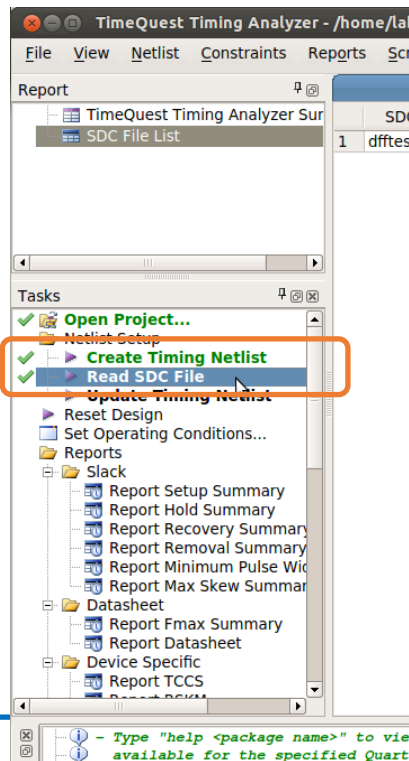 TimeQuest Timing Analyzer - /home/la
File View Netlist Constraints Reports Scr
Report
TimeQuest Timing Analyzer Sur
SDC File List
SDC
1 dfftes
Tasks
Open Project...
Netlist Setup
Create Timing Netlist
Read SDC File
Update Timing Netlist
Reset Design
Set Operating Conditions...
Reports
Slack
Report Setup Summary
Report Hold Summary
Report Recovery Summary
Report Removal Summary
Report Minimum Pulse Wid
Report Max Skew Summar
Datasheet
Report Fmax Summary
Report Datasheet
Device Specific
Report TCCS
Report RSKM
- Type "help <package name>" to vie
available for the specified Quart